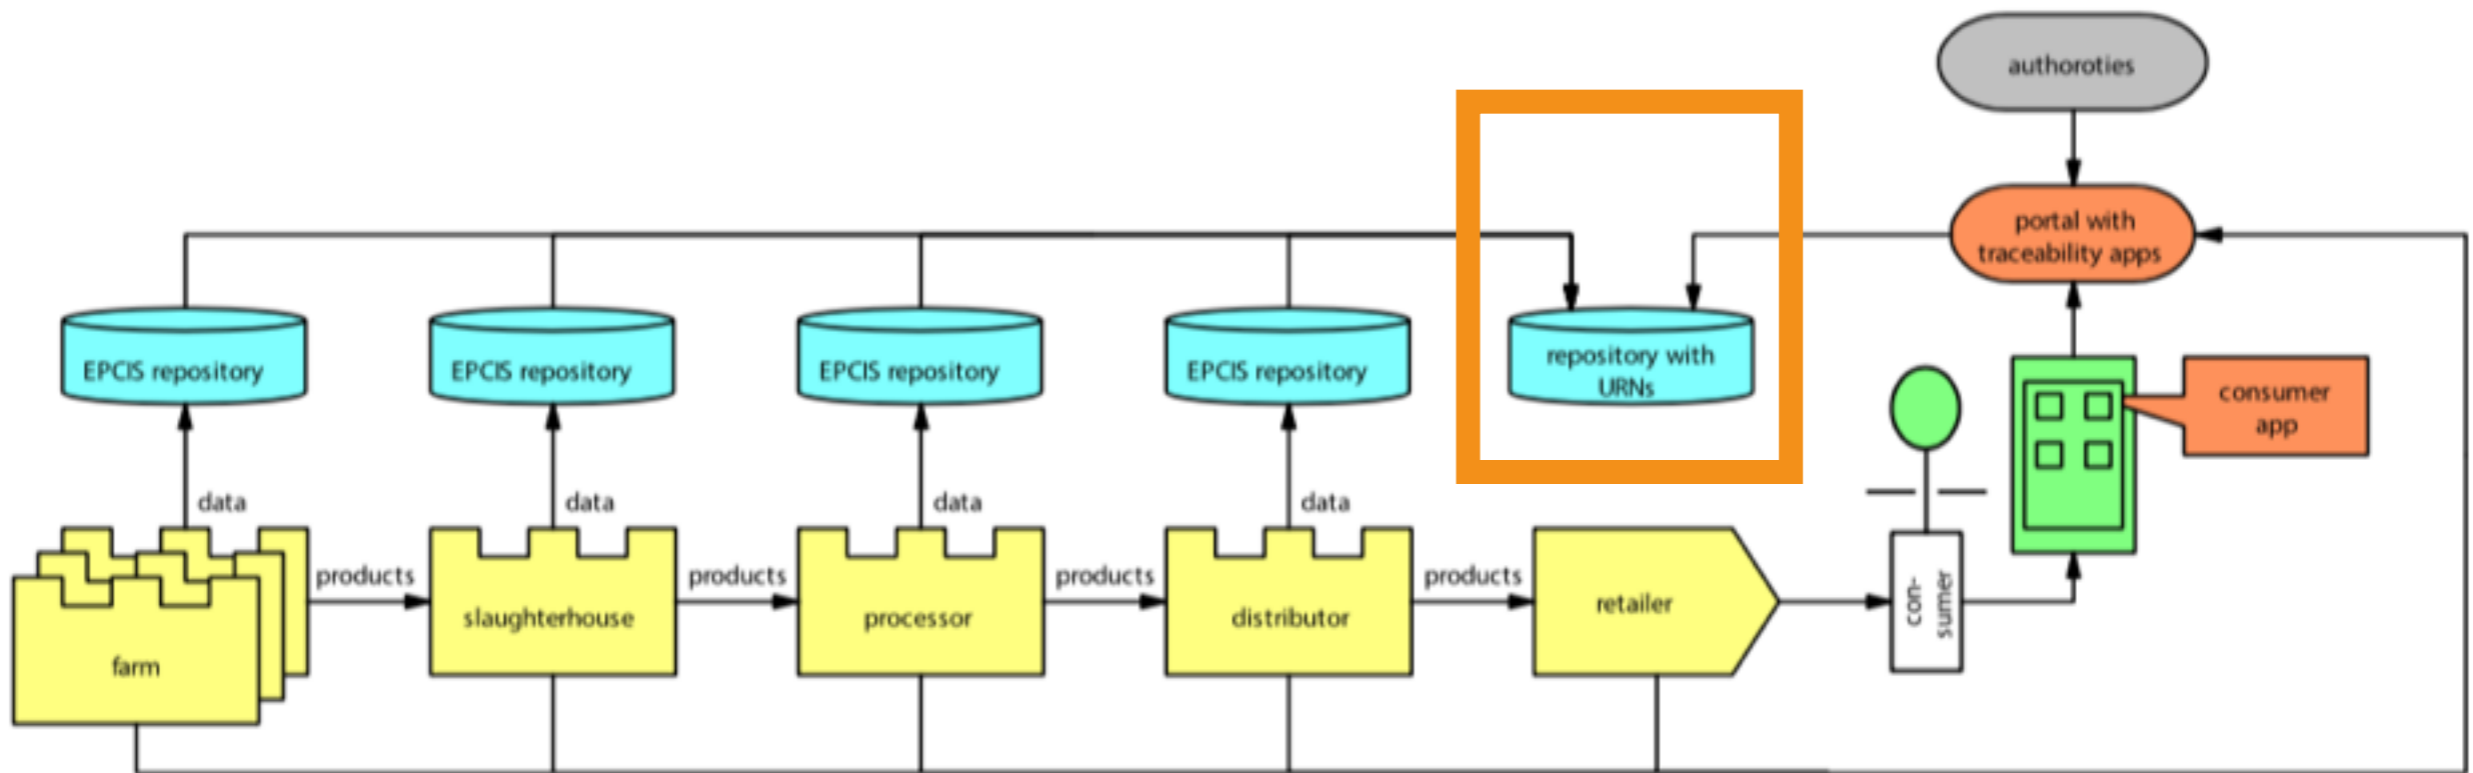 authoroties
portal with
traceability apps
EPCIS repository
EPCIS repository
EPCIS repository
EPCIS repository
repository with
URNs
consumer
app
data
data
data
data
products
products
products
products
farm
slaughterhouse
processor
distributor
retailer
con-
sumer